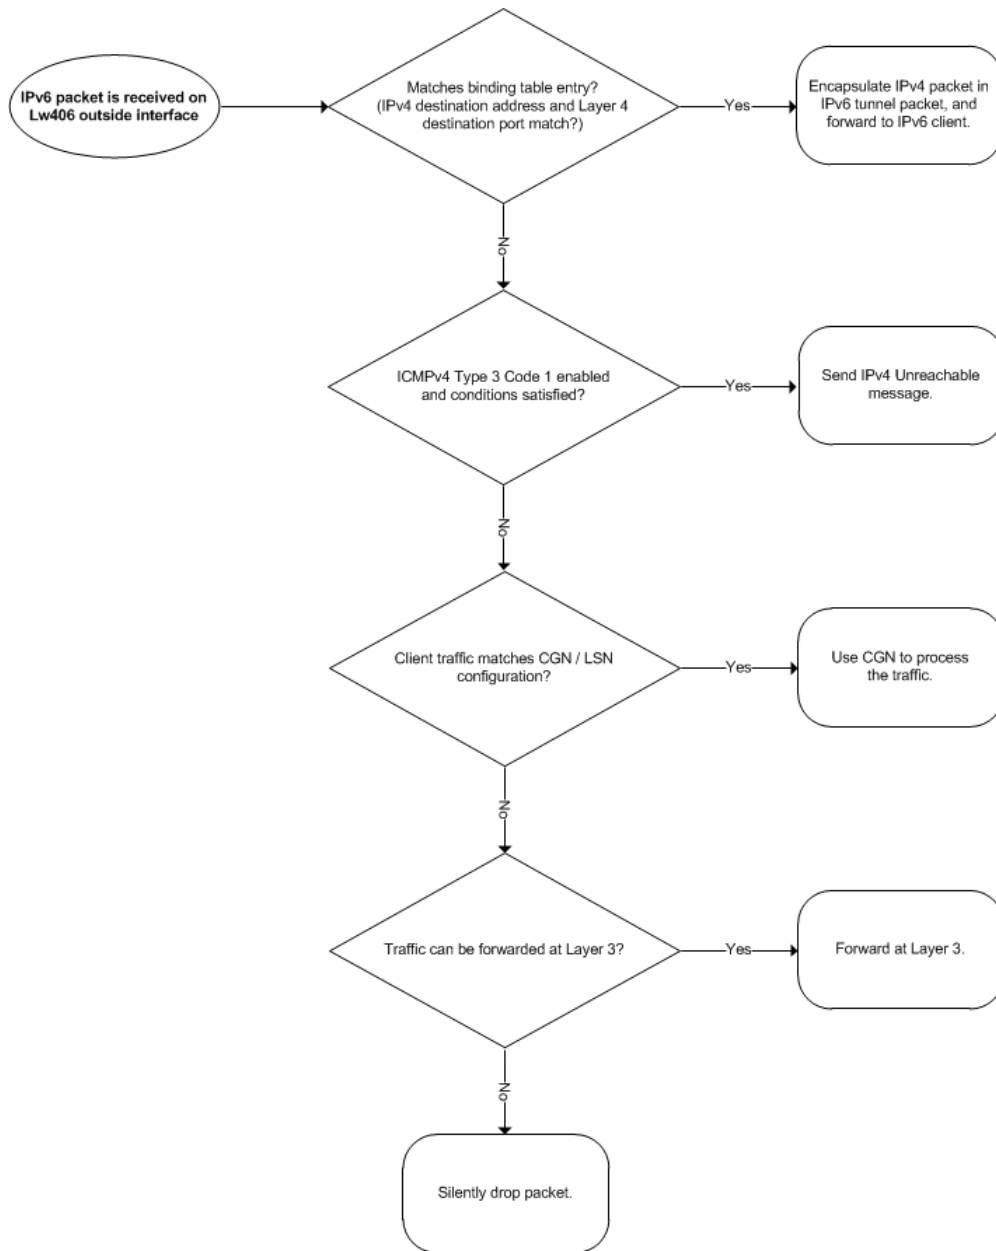 IPv6 packet is received on
Lw406 outside interface
Matches binding table entry?
(IPv4 destination address and Layer 4
destination port match?)
Yes
Encapsulate IPv4 packet in
IPv6 tunnel packet, and
forward to IPv6 client.
No
ICMPv4 Type 3 Code 1 enabled
and conditions satisfied?
Yes
Send IPv4 Unreachable
message.
No
Client traffic matches CGN / LSN
configuration?
Yes
Use CGN to process
the traffic.
No
Traffic can be forwarded at Layer 3?
Yes
Forward at Layer 3.
No
Silently drop packet.